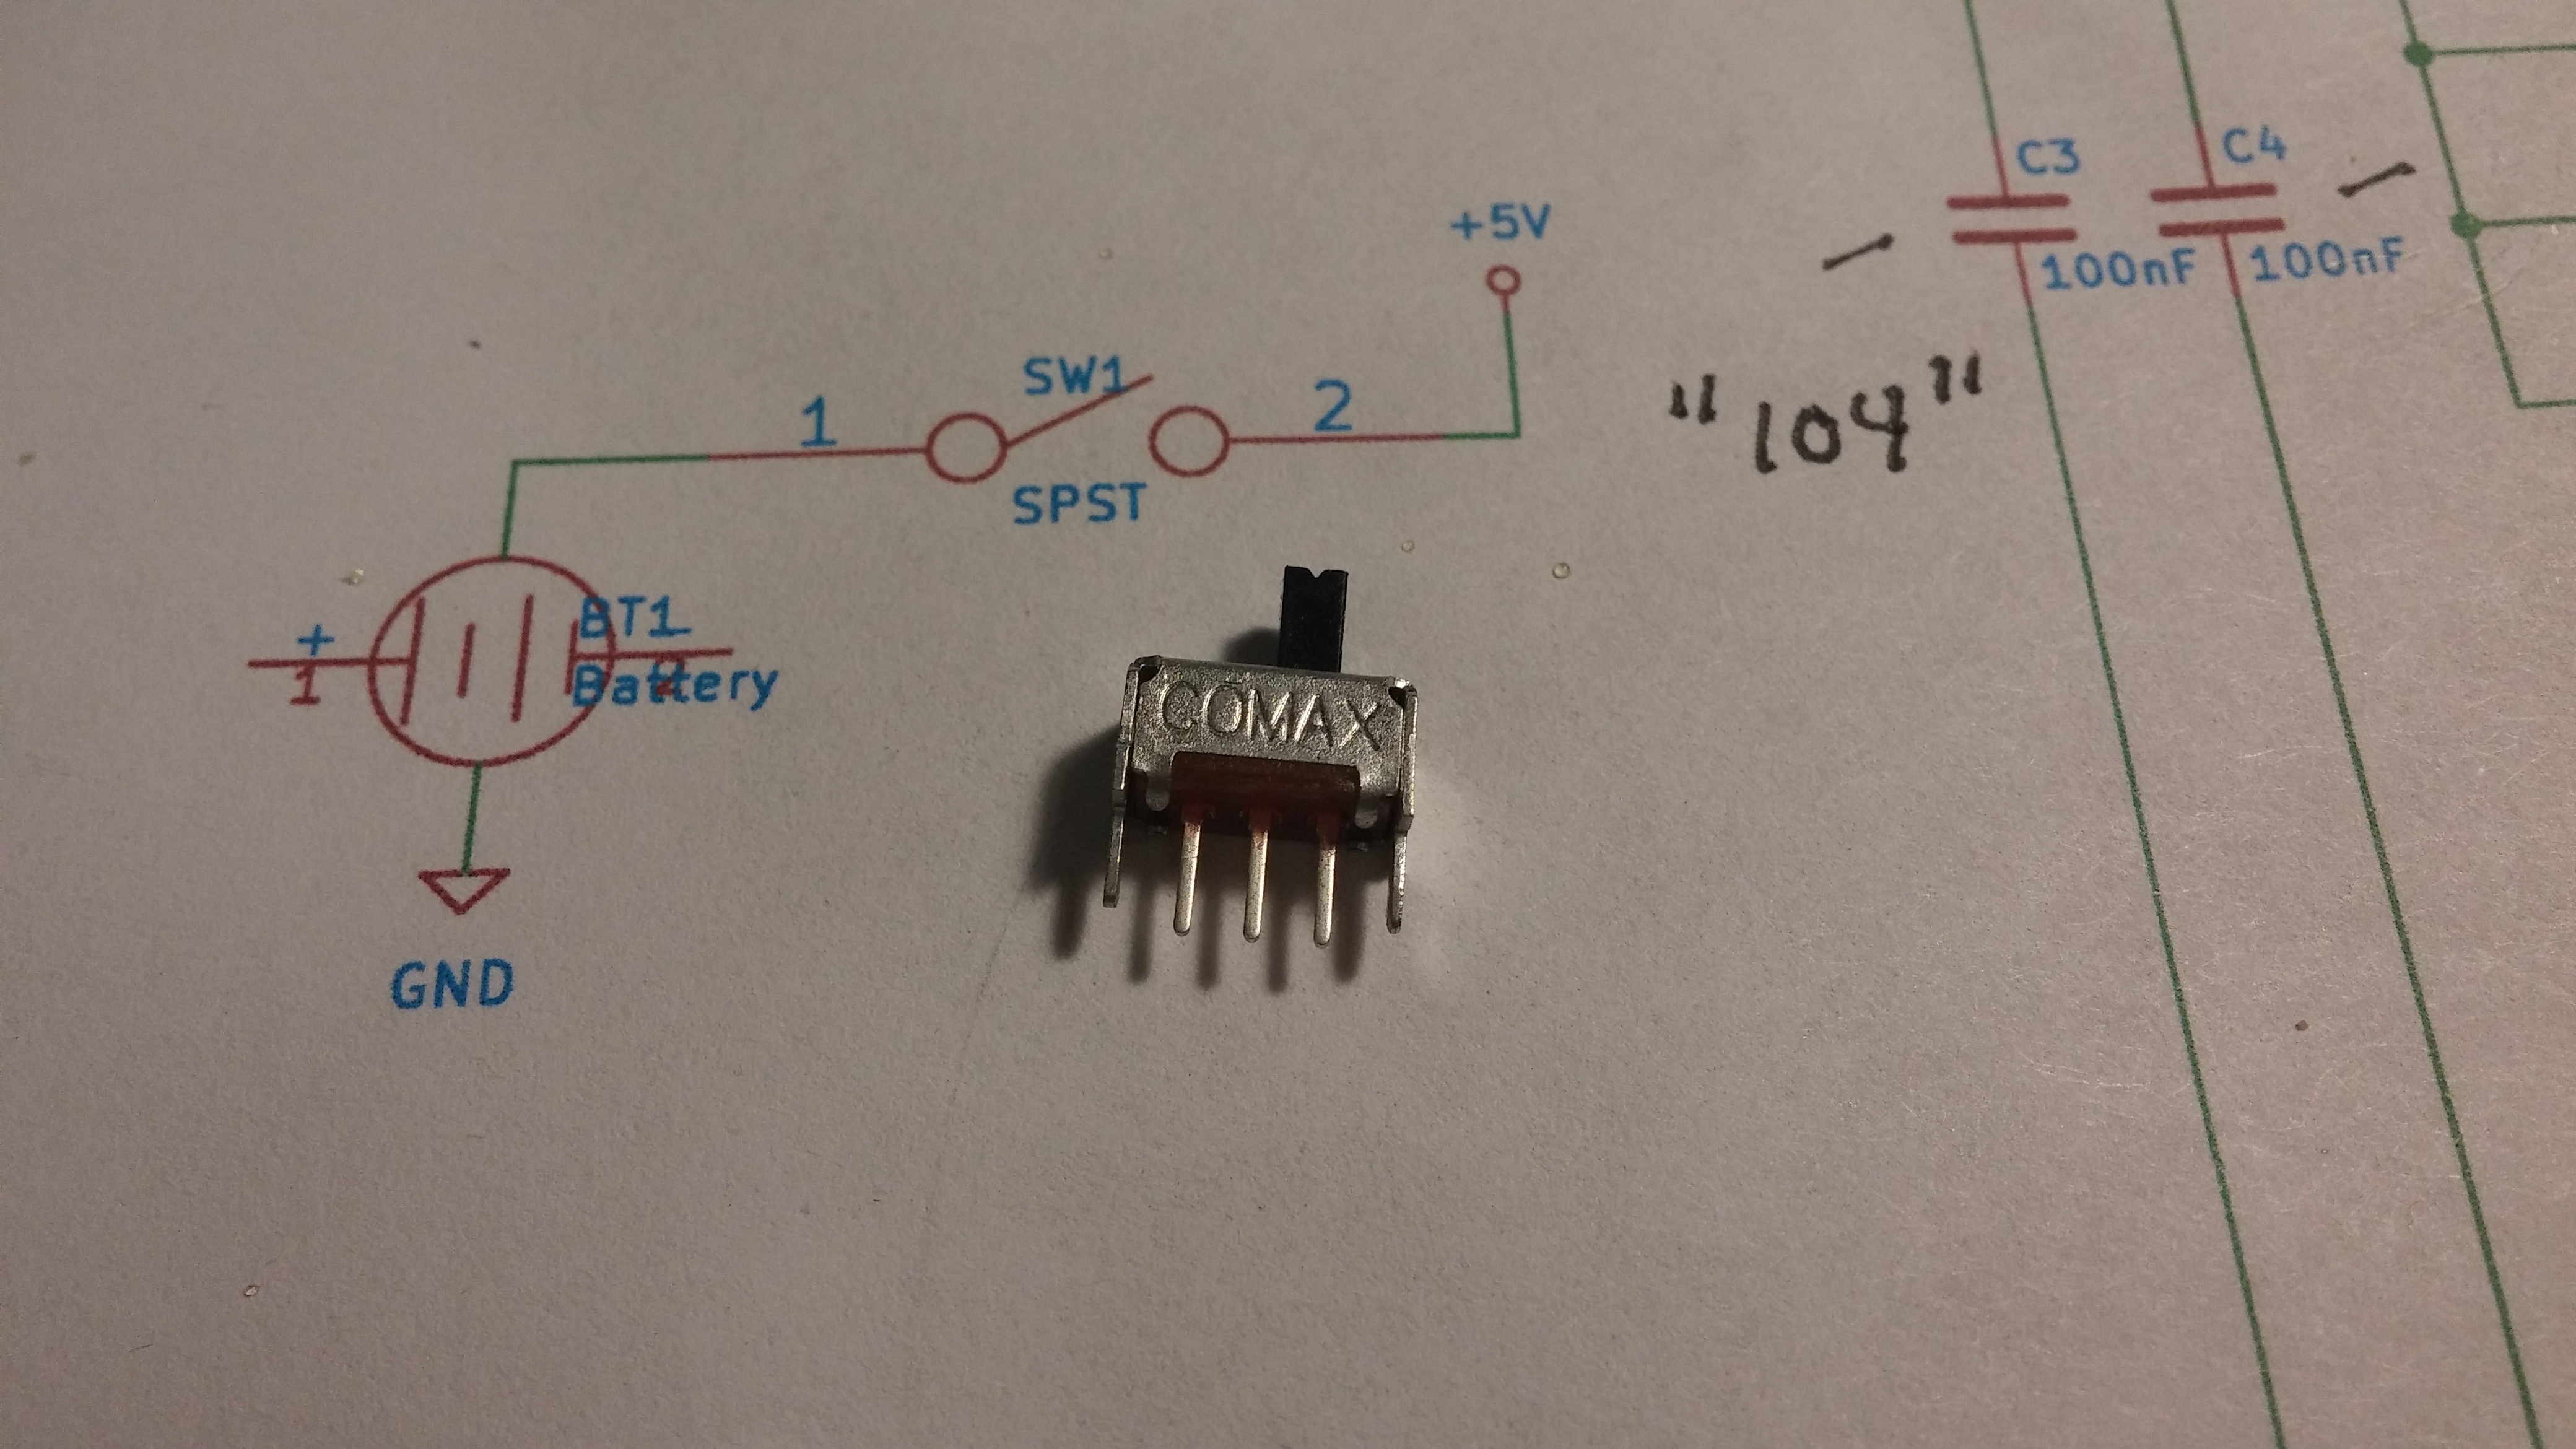 +
1
BT1
Battery
GND
1
SW1
SPST
2
+5V
"104"
C3
100nF
C4
100nF
COMAX